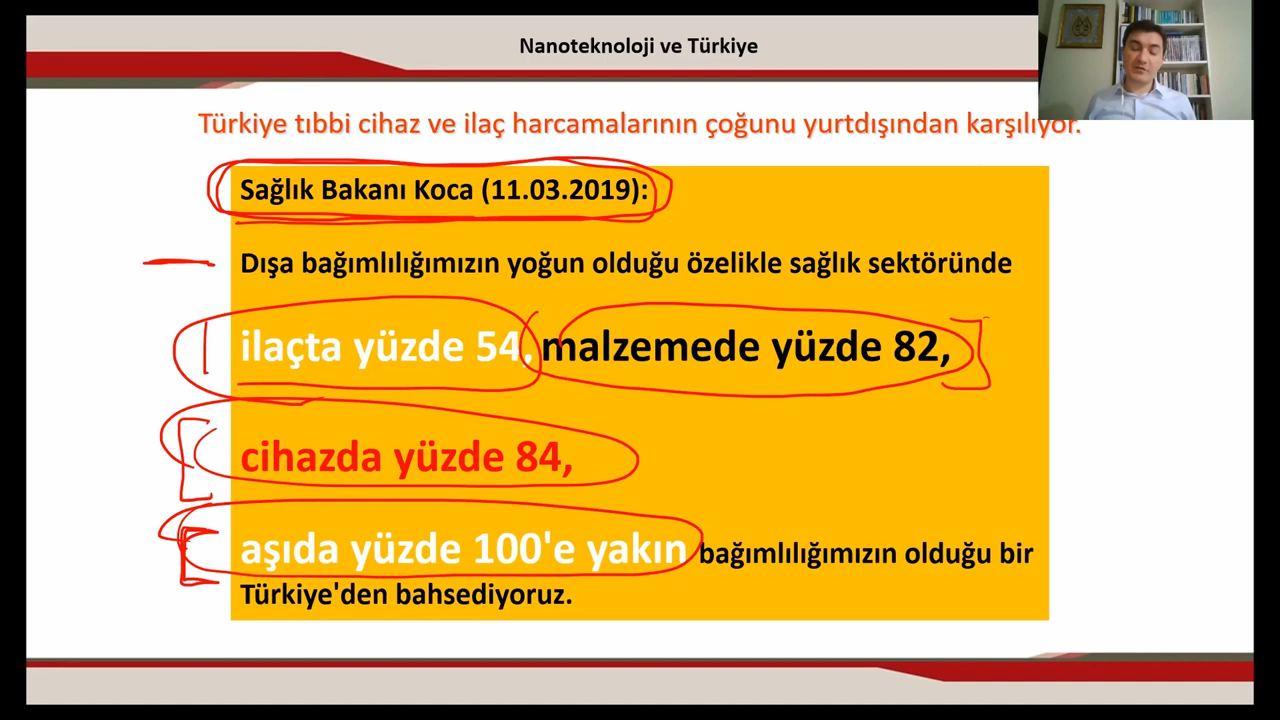 Nanoteknoloji ve Türkiye
Türkiye tıbbi cihaz ve ilaç harcamalarının çoğunu yurtdışından karşılıyor.
Sağlık Bakanı Koca (11.03.2019):
Dışa bağımlılığımızın yoğun olduğu özelikle sağlık sektöründe
ilaçta yüzde 54, malzemede yüzde 82,
cihazda yüzde 84,
aşıda yüzde 100'e yakın bağımlılığımızın olduğu bir
Türkiye'den bahsediyoruz.